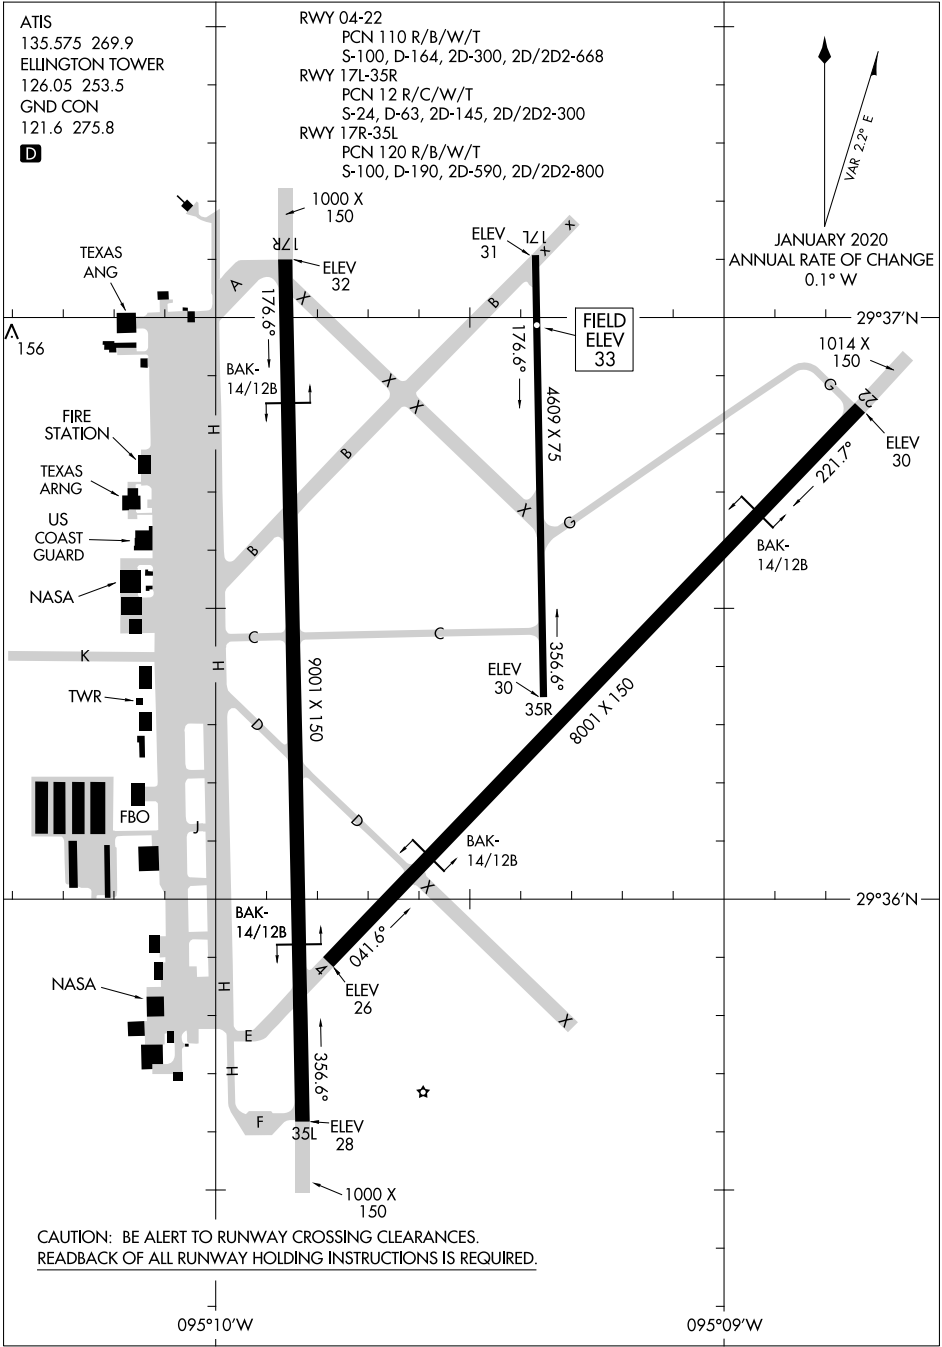 ATIS
135.575 269.9
ELLINGTON TOWER
126.05 253.5
GND CON
121.6 275.8
D
RWY 04-22
PCN 110 R/B/W/T
S-100, D-164, 2D-300, 2D/2D2-668
RWY 17L-35R
PCN 12 R/C/W/T
S-24, D-63, 2D-145, 2D/2D2-300
RWY 17R-35L
PCN 120 R/B/W/T
S-100, D-190, 2D-590, 2D/2D2-800
VAR 2.2° E
JANUARY 2020
ANNUAL RATE OF CHANGE
0.1° W
1000 X
150
17R
ELEV
32
ELEV
31
17L
X
X
TEXAS
ANG
A
176.6°
X
B
FIELD
ELEV
33
29°37'N
156
176.6°
1014 X
150
BAK-
14/12B
X
X
4609 X 75
G
22
ELEV
30
FIRE
STATION
H
B
221.7°
TEXAS
ARNG
X
G
US
COAST
GUARD
B
BAK-
14/12B
NASA
C
C
K
H
9001 X 150
356.6°
ELEV
30
35R
TWR
D
8001 X 150
FBO
J
D
BAK-
14/12B
X
29°36'N
BAK-
14/12B
041.6°
4
ELEV
26
NASA
H
E
X
H
356.6°
F
35L
ELEV
28
1000 X
150
CAUTION: BE ALERT TO RUNWAY CROSSING CLEARANCES.
READBACK OF ALL RUNWAY HOLDING INSTRUCTIONS IS REQUIRED.
095°10'W
095°09'W